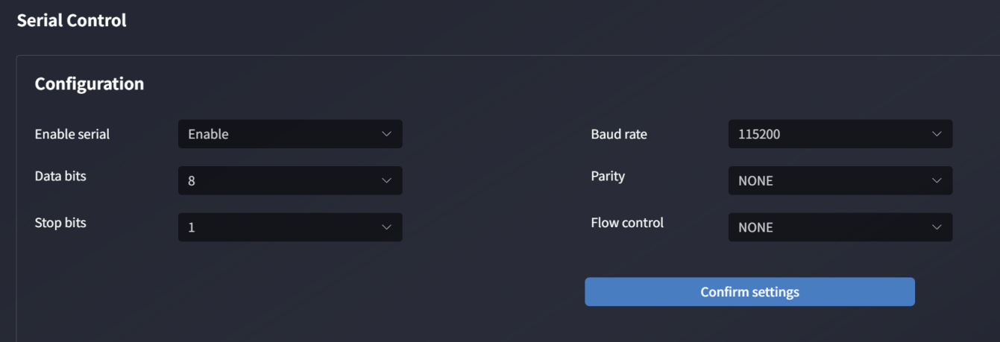 Serial Control
Configuration
Enable serial Enable Baud rate 115200
Data bits 8 Parity NONE
Stop bits 1 Flow control NONE
Confirm settings